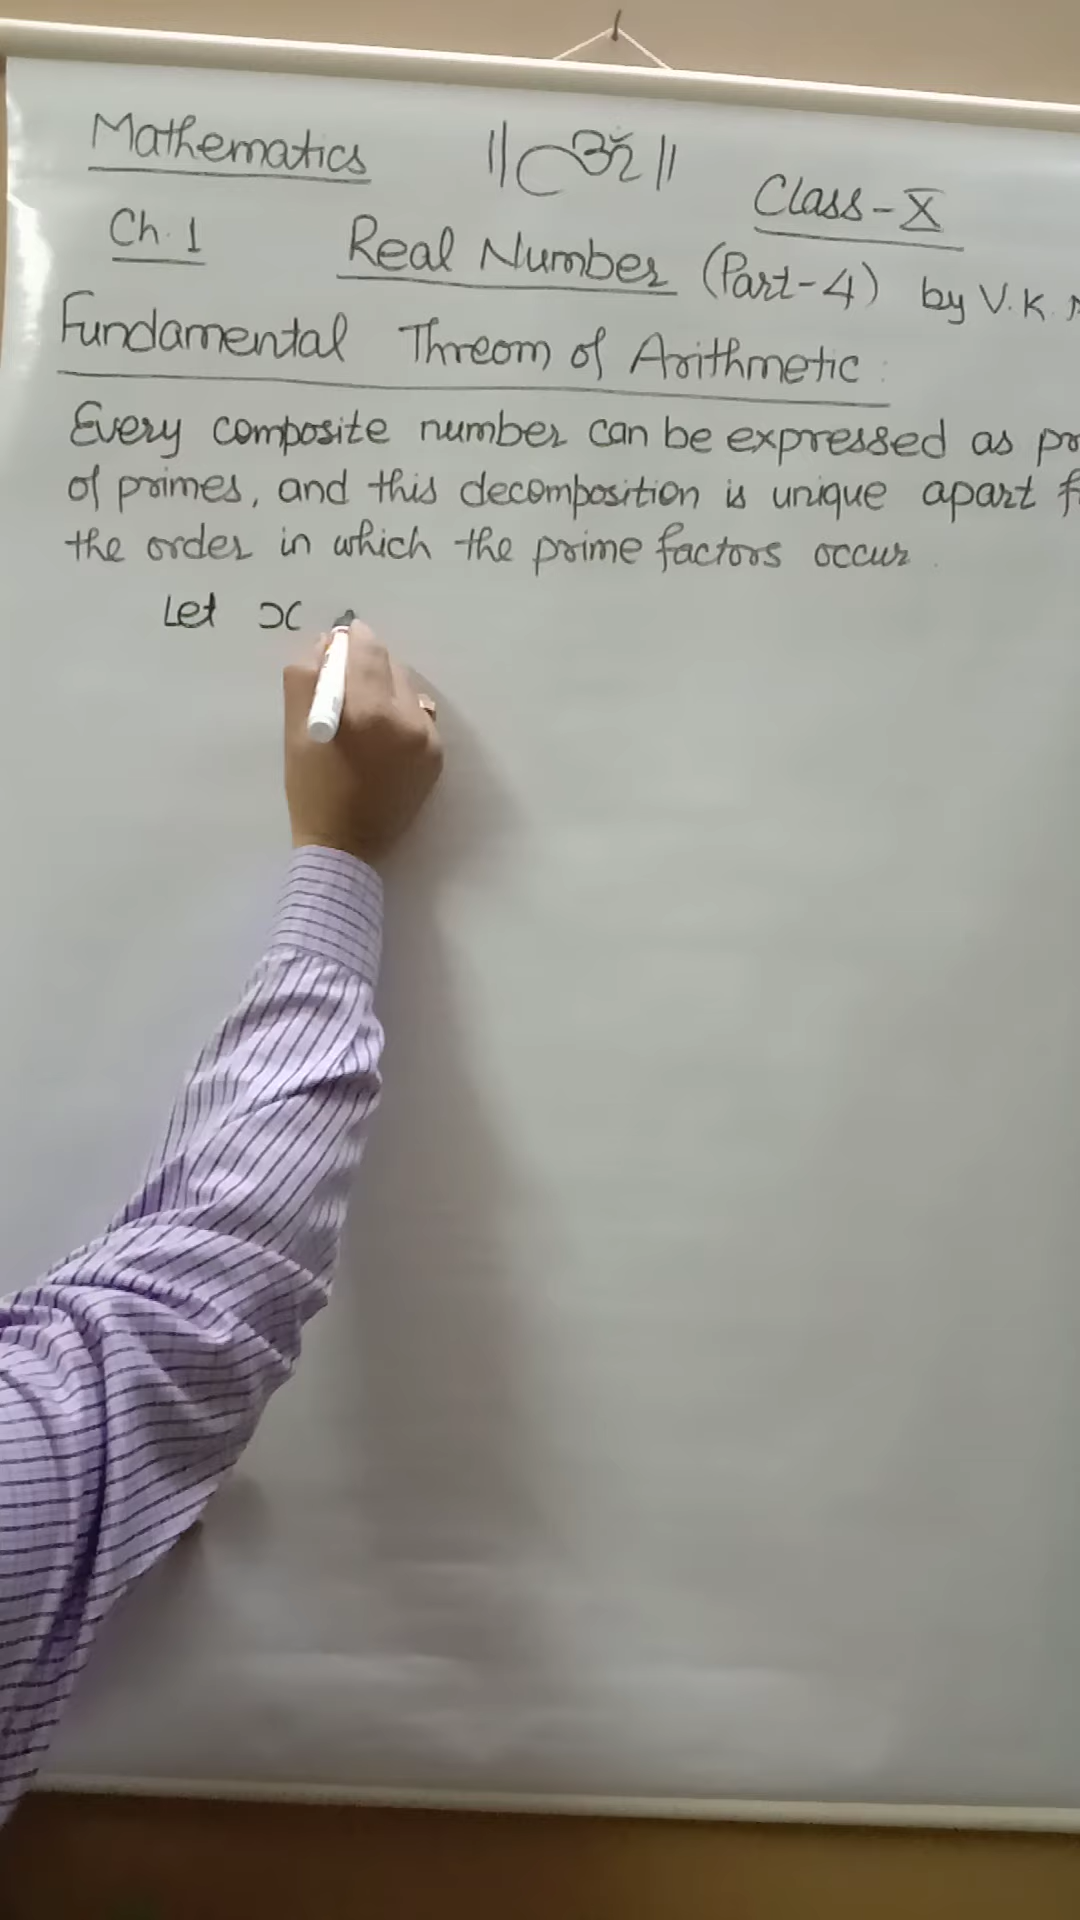 Mathematics ||ॐ|| Class-X
Ch. 1 Real Number (Part-4) by V.K.
Fundamental Threom of Arithmetic:
Every composite number can be expressed as
of primes, and this decomposition is unique apart
the order in which the prime factors occur.
Let x